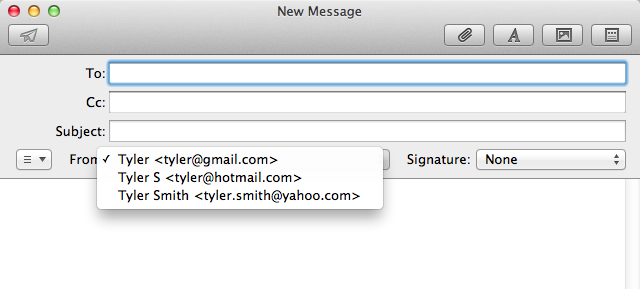 New Message
To:
Cc:
Subject:
From ✓ Tyler <tyler@gmail.com> Signature: None
Tyler S <tyler@hotmail.com>
Tyler Smith <tyler.smith@yahoo.com>